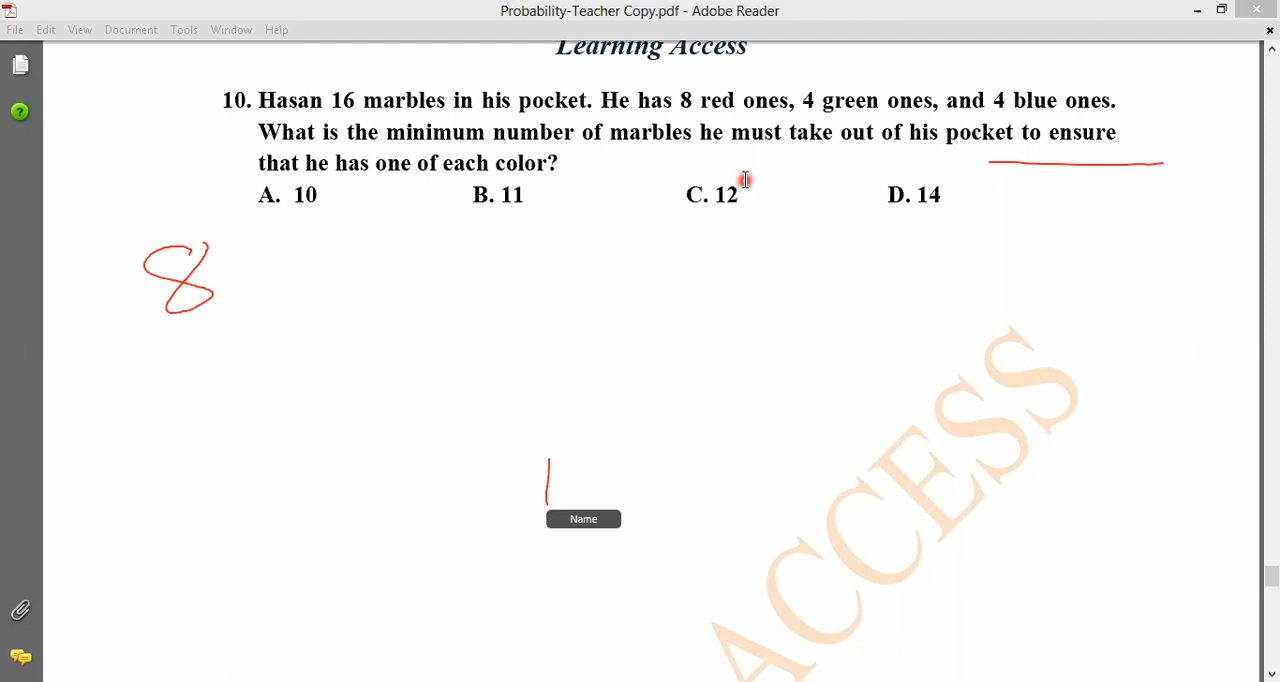 Probability-Teacher Copy.pdf - Adobe Reader
File Edit View Document Tools Window Help
Learning Access
10. Hasan 16 marbles in his pocket. He has 8 red ones, 4 green ones, and 4 blue ones.
What is the minimum number of marbles he must take out of his pocket to ensure
that he has one of each color?
A. 10 B. 11 C. 12 D. 14
8
Name
ACCESS